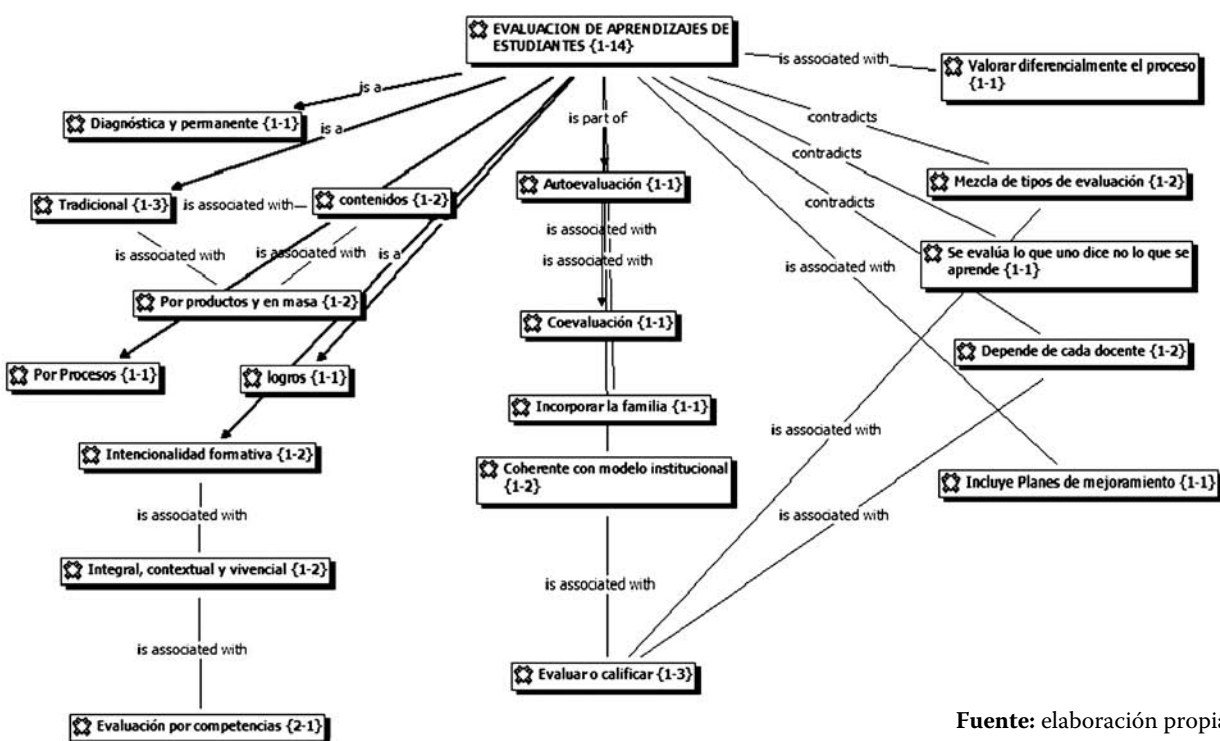 EVALUACION DE APRENDIZAJES DE
ESTUDIANTES {1-14}
is associated with
Valorar diferencialmente el proceso
{1-1}
is a
Diagnóstica y permanente {1-1}
is a
is part of
contradicts
contradicts
Mezcla de tipos de evaluación {1-2}
Autoevaluación {1-1}
Tradicional {1-3}
is associated with
contenidos {1-2}
contradicts
is associated with
is associated with
is associated with
is a
Se evalúa lo que uno dice no lo que se
aprende {1-1}
is associated with
is associated with
Por productos y en masa {1-2}
Coevaluación {1-1}
Depende de cada docente {1-2}
Por Procesos {1-1}
logros {1-1}
Incorporar la familia {1-1}
is associated with
Intencionalidad formativa {1-2}
Coherente con modelo institucional
{1-2}
Incluye Planes de mejoramiento {1-1}
is associated with
is associated with
Integral, contextual y vivencial {1-2}
is associated with
is associated with
Evaluar o calificar {1-3}
Evaluación por competencias {2-1}
Fuente: elaboración propia